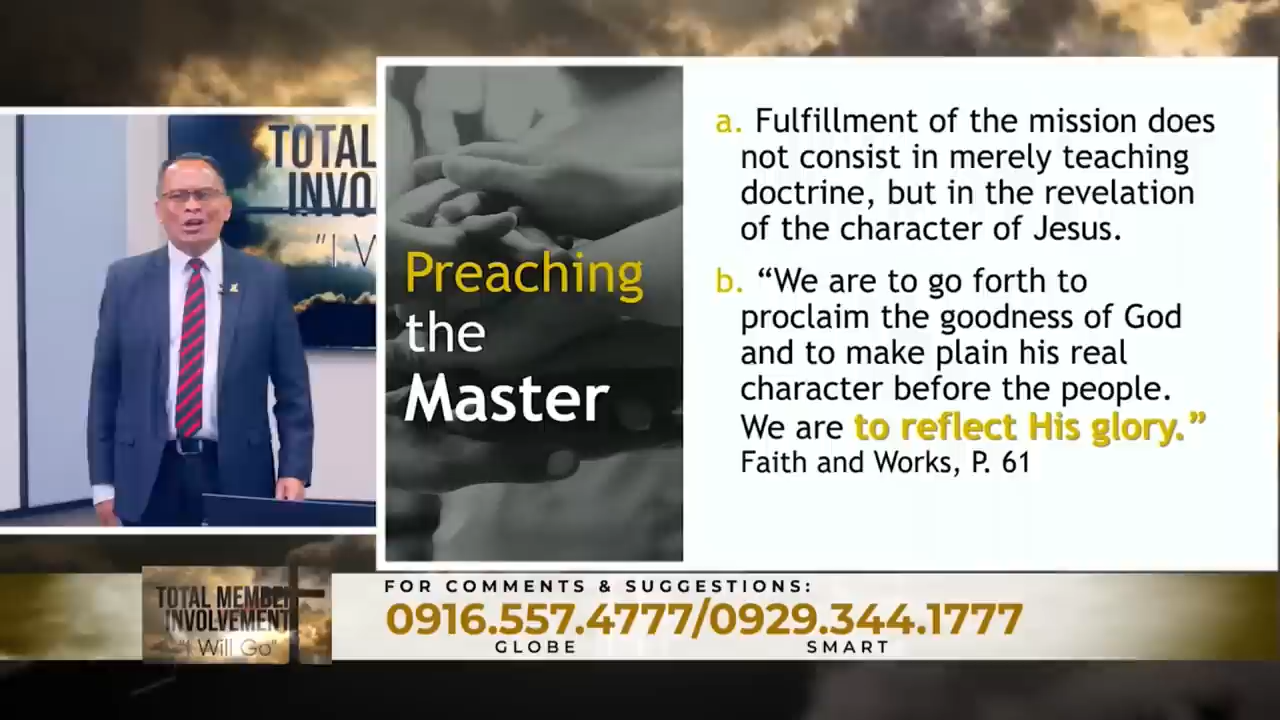 TOTAL
INVO
"I W
Preaching
the
Master
a. Fulfillment of the mission does
not consist in merely teaching
doctrine, but in the revelation
of the character of Jesus.
b. “We are to go forth to
proclaim the goodness of God
and to make plain his real
character before the people.
We are to reflect His glory.”
Faith and Works, P. 61
TOTAL MEMBER
INVOLVEMENT
"I Will Go"
FOR COMMENTS & SUGGESTIONS:
0916.557.4777/0929.344.1777
GLOBE SMART